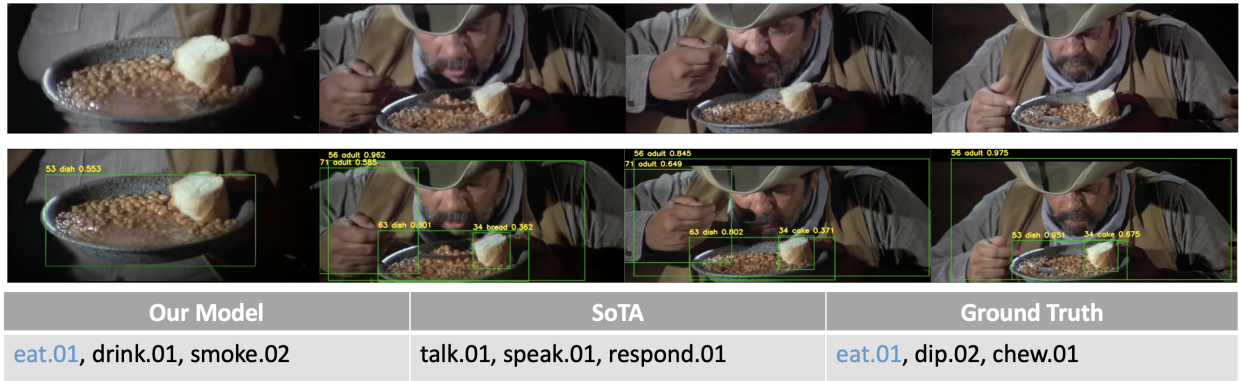 53 dish 0.553
56 adult 0.962
71 adult 0.585
53 dish 0.501
34 bread 0.362
56 adult 0.845
71 adult 0.649
53 dish 0.802
34 cake 0.371
56 adult 0.975
53 dish 0.951
34 cake 0.675
Our Model SoTA Ground Truth
eat.01, drink.01, smoke.02 talk.01, speak.01, respond.01 eat.01, dip.02, chew.01